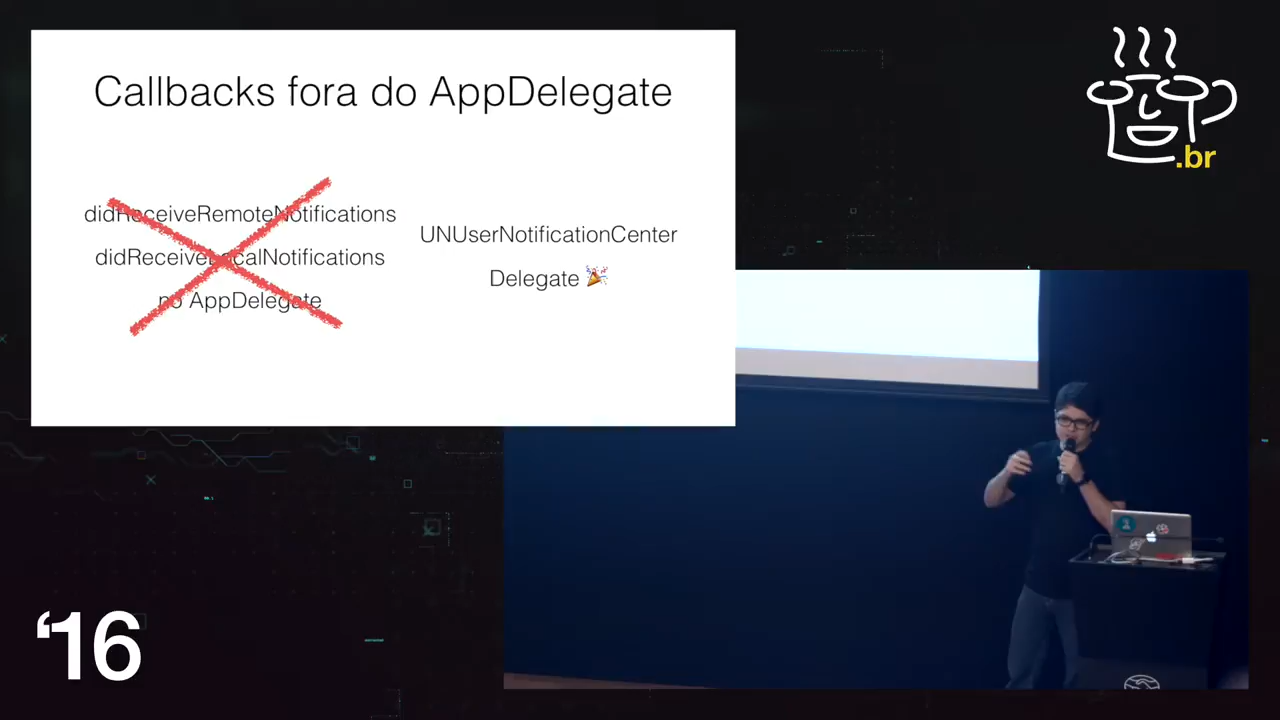 Callbacks fora do AppDelegate
didReceiveRemoteNotifications
didReceiveLocalNotifications
no AppDelegate
UNUserNotificationCenter
Delegate 🎉
.br
‘16